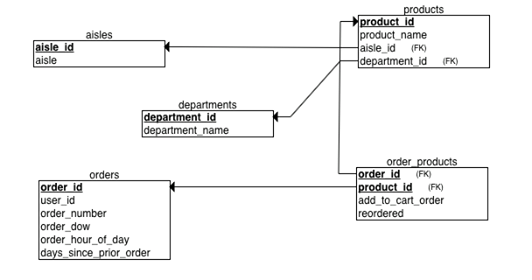 products
product_id
product_name
aisle_id (FK)
department_id (FK)
aisles
aisle_id
aisle
departments
department_id
department_name
order_products
order_id (FK)
product_id (FK)
add_to_cart_order
reordered
orders
order_id
user_id
order_number
order_dow
order_hour_of_day
days_since_prior_order